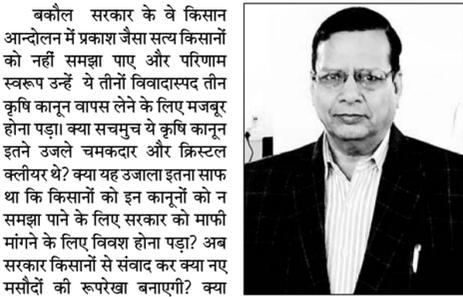 बकौल सरकार के वे किसान
आन्दोलन में प्रकाश जैसा सत्य किसानों
को नहीं समझा पाए और परिणाम
स्वरूप उन्हें ये तीनों विवादास्पद तीन
कृषि कानून वापस लेने के लिए मजबूर
होना पड़ा। क्या सचमुच ये कृषि कानून
इतने उजले चमकदार और क्रिस्टल
क्लीयर थे? क्या यह उजाला इतना साफ
था कि किसानों को इन कानूनों को न
समझा पाने के लिए सरकार को माफी
मांगने के लिए विवश होना पड़ा? अब
सरकार किसानों से संवाद कर क्या नए
मसौदों की रूपरेखा बनाएगी? क्या